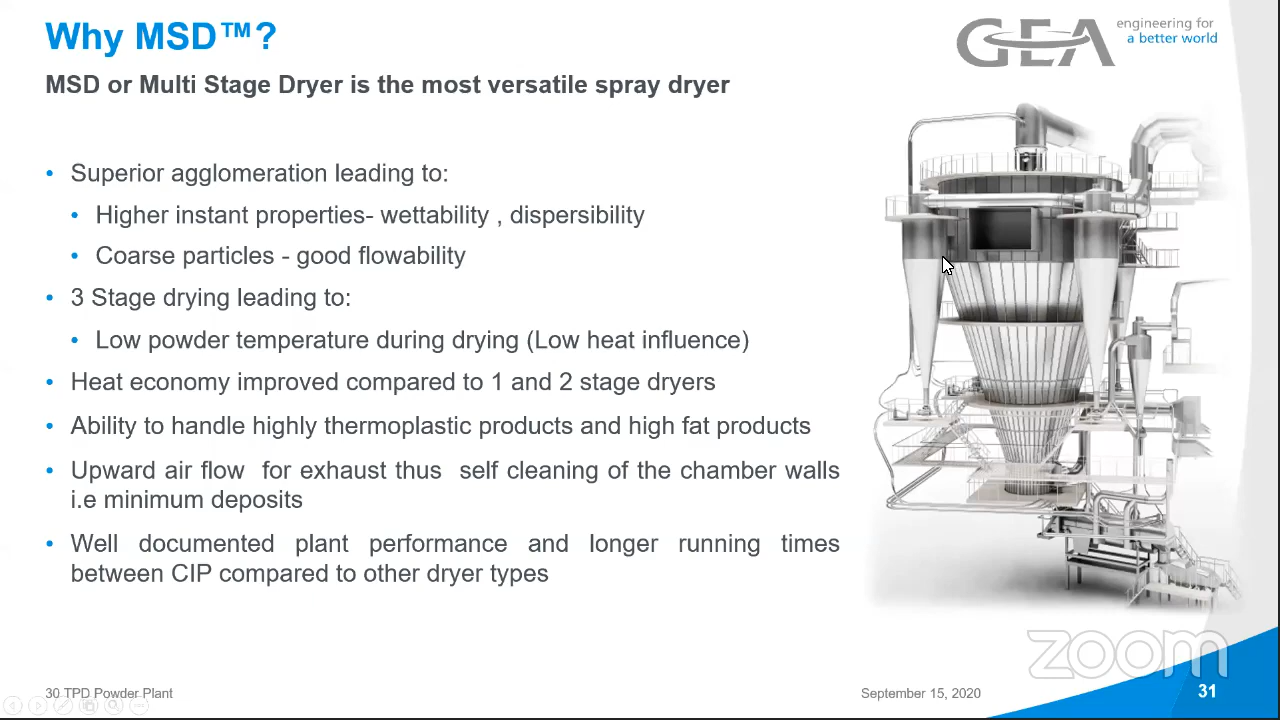 Why MSD™?
GEA
engineering for
a better world
MSD or Multi Stage Dryer is the most versatile spray dryer
• Superior agglomeration leading to:
• Higher instant properties- wettability , dispersibility
• Coarse particles - good flowability
• 3 Stage drying leading to:
• Low powder temperature during drying (Low heat influence)
• Heat economy improved compared to 1 and 2 stage dryers
• Ability to handle highly thermoplastic products and high fat products
• Upward air flow for exhaust thus self cleaning of the chamber walls
i.e minimum deposits
• Well documented plant performance and longer running times
between CIP compared to other dryer types
zoom
30 TPD Powder Plant
September 15, 2020
31